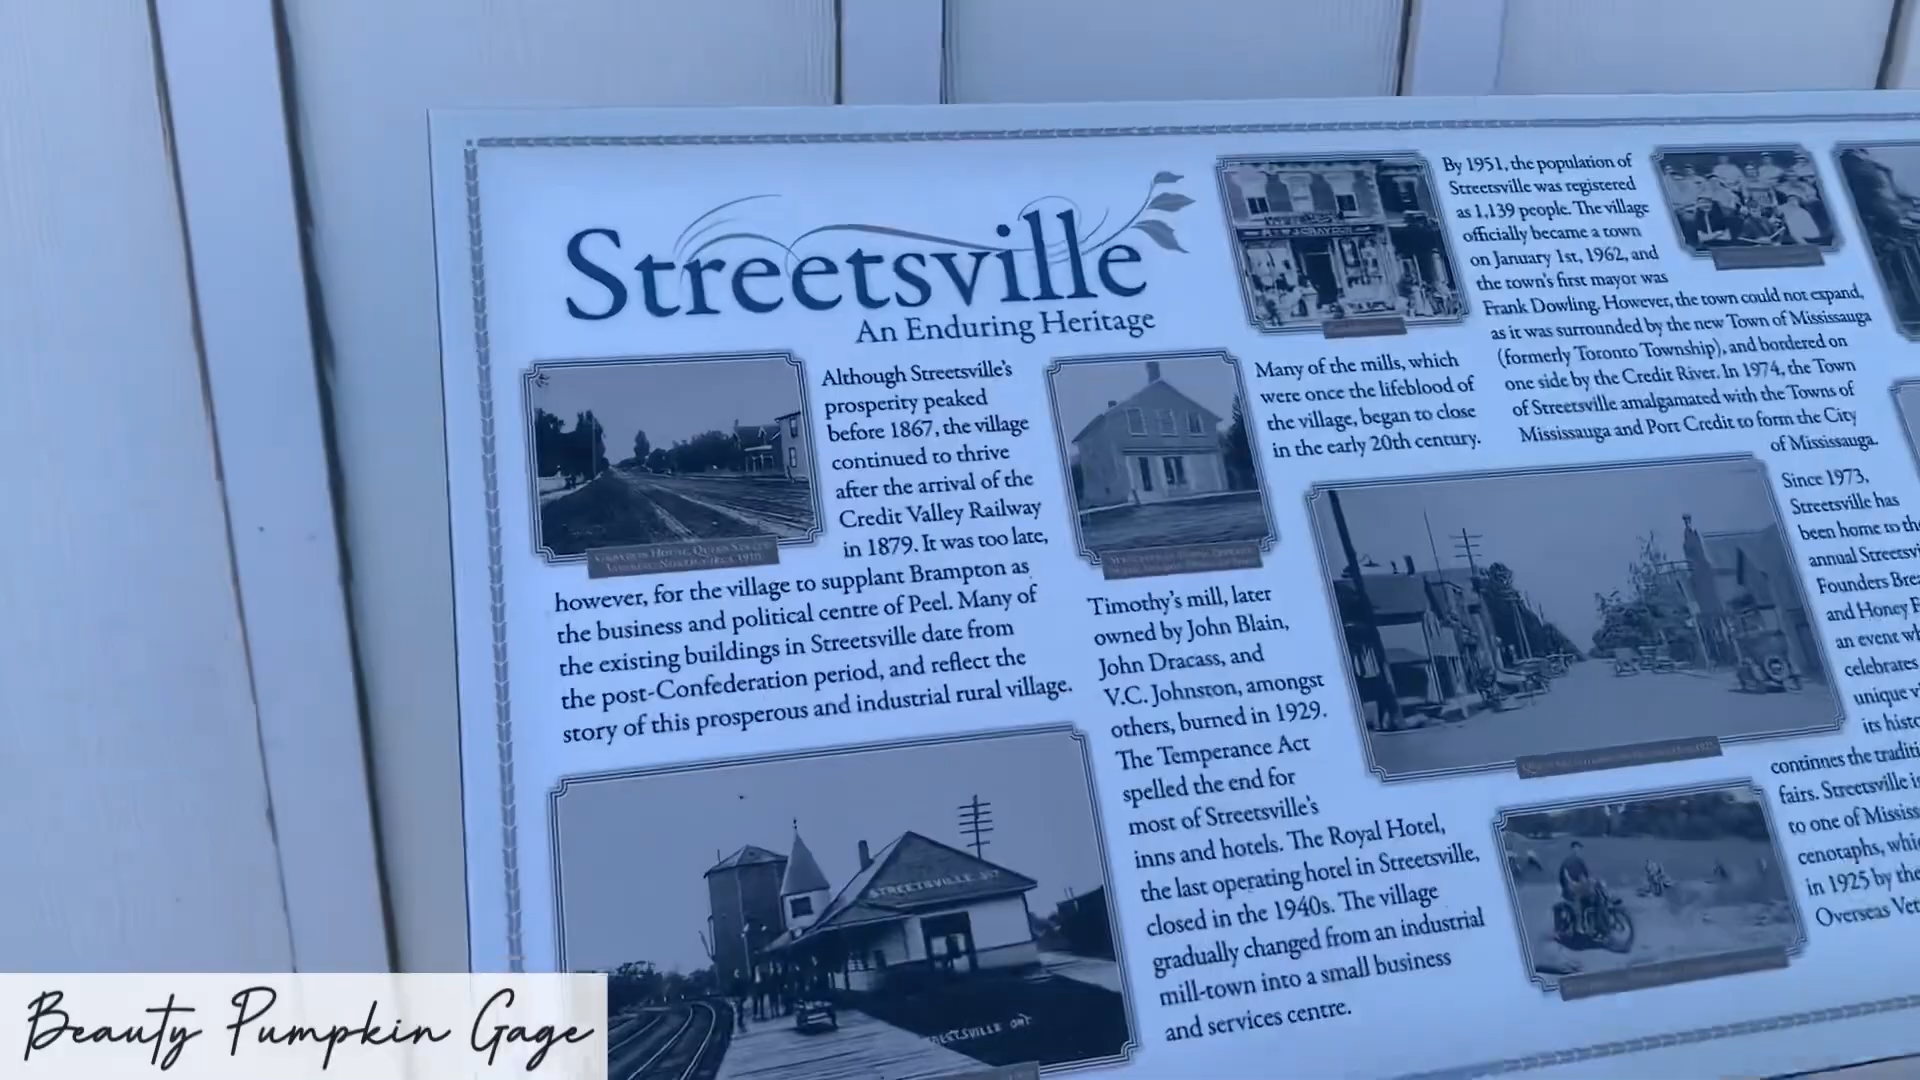 Streetsville
An Enduring Heritage
Although Streetsville's
prosperity peaked
before 1867, the village
continued to thrive
after the arrival of the
Credit Valley Railway
in 1879. It was too late,
however, for the village to supplant Brampton as
the business and political centre of Peel. Many of
the existing buildings in Streetsville date from
the post-Confederation period, and reflect the
story of this prosperous and industrial rural village.
STREETSVILLE
Many of the mills, which
were once the lifeblood of
the village, began to close
in the early 20th century.
Timothy's mill, later
owned by John Blain,
John Dracass, and
V.C. Johnston, amongst
others, burned in 1929.
The Temperance Act
spelled the end for
most of Streetsville's
inns and hotels. The Royal Hotel,
the last operating hotel in Streetsville,
closed in the 1940s. The village
gradually changed from an industrial
mill-town into a small business
and services centre.
By 1951, the population of
Streetsville was registered
as 1,139 people. The village
officially became a town
on January 1st, 1962, and
the town's first mayor was
Frank Dowling. However, the town could not expand,
as it was surrounded by the new Town of Mississauga
(formerly Toronto Township), and bordered on
one side by the Credit River. In 1974, the Town
of Streetsville amalgamated with the Towns of
Mississauga and Port Credit to form the City
of Mississauga.
Since 1973,
Streetsville has
been home to the
annual Streetsvi
Founders Brea
and Honey F
an event wh
celebrates
unique v
its histo
continues the traditi
fairs. Streetsville is
to one of Mississ
cenotaphs, whic
in 1925 by the
Overseas Vet
Beauty Pumpkin Gage